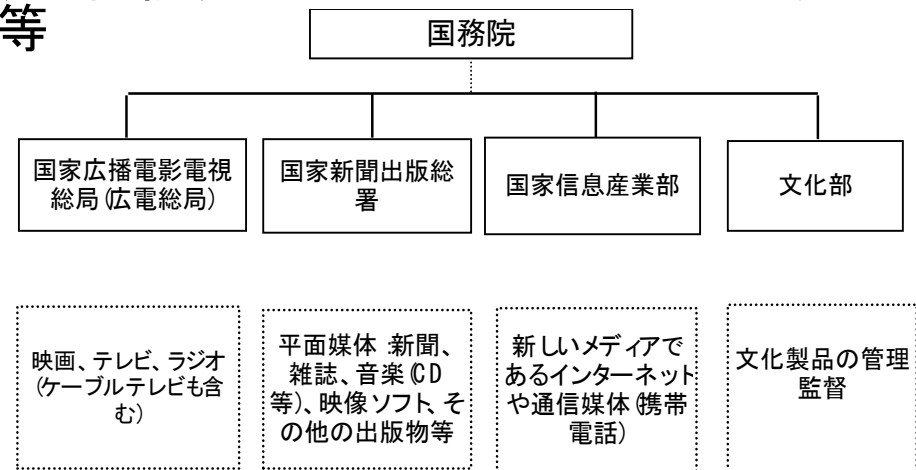 等
国務院
国家広播電影電視
総局(広電総局)
国家新聞出版総
署
国家信息産業部
文化部
映画、テレビ、ラジオ
(ケーブルテレビも含
む)
平面媒体:新聞、
雑誌、音楽(CD
等)、映像ソフト、そ
の他の出版物等
新しいメディアで
あるインターネット
や通信媒体(携帯
電話)
文化製品の管理
監督